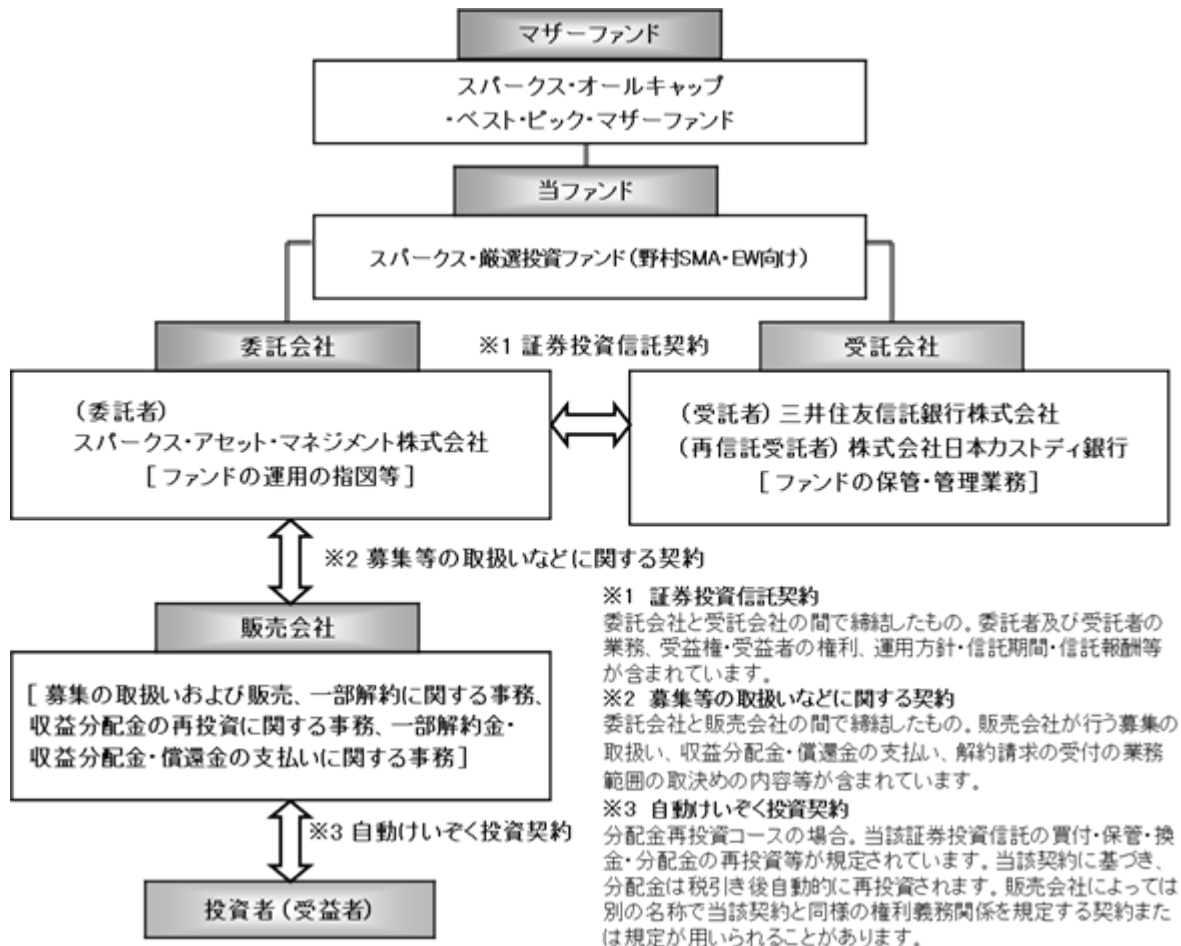 マザーファンド
スパークス・オールキャップ
・ベスト・ピック・マザーファンド
当ファンド
スパークス・厳選投資ファンド(野村SMA・EW向け)
委託会社
※1 証券投資信託契約
受託会社
(委託者)
スパークス・アセット・マネジメント株式会社
[ファンドの運用の指図等]
(受託者) 三井住友信託銀行株式会社
(再信託受託者) 株式会社日本カストディ銀行
[ファンドの保管・管理業務]
※2 募集等の取扱いなどに関する契約
販売会社
[募集の取扱いおよび販売、一部解約に関する事務、
収益分配金の再投資に関する事務、一部解約金・
収益分配金・償還金の支払いに関する事務]
※3 自動けいぞく投資契約
投資者(受益者)
※1 証券投資信託契約
委託会社と受託会社の間で締結したもの。委託者及び受託者の
業務、受益権・受益者の権利、運用方針・信託期間・信託報酬等
が含まれています。
※2 募集等の取扱いなどに関する契約
委託会社と販売会社の間で締結したもの。販売会社が行う募集の
取扱い、収益分配金・償還金の支払い、解約請求の受付の業務
範囲の取決めの内容等が含まれています。
※3 自動けいぞく投資契約
分配金再投資コースの場合。当該証券投資信託の買付・保管・換
金・分配金の再投資等が規定されています。当該契約に基づき、
分配金は税引き後自動的に再投資されます。販売会社によっては
別の名称で当該契約と同様の権利義務関係を規定する契約また
は規定が用いられることがあります。